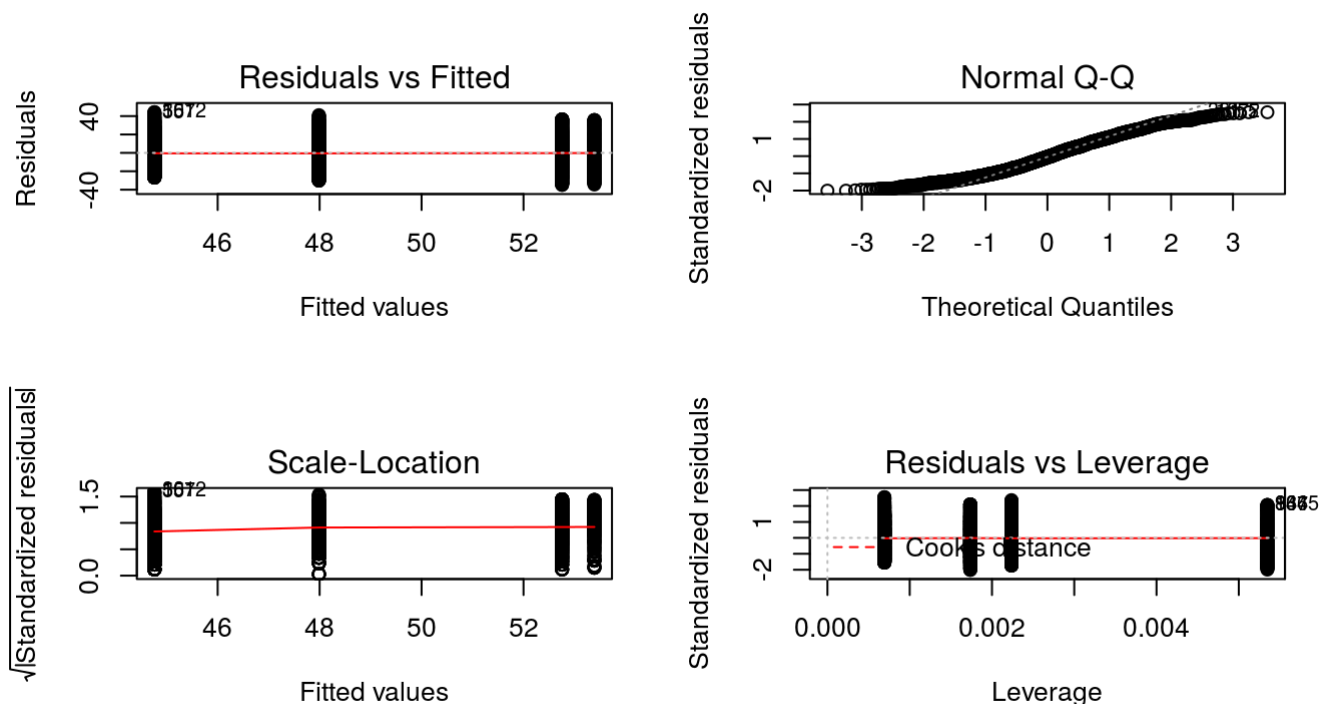 Residuals vs Fitted
Residuals
40
-40
46 48 50 52
Fitted values
Normal Q-Q
Standardized residuals
1
-2
-3 -2 -1 0 1 2 3
Theoretical Quantiles
Scale-Location
√|Standardized residuals|
1.5
0.0
46 48 50 52
Fitted values
Residuals vs Leverage
Standardized residuals
1
-2
Cook's distance
0.000 0.002 0.004
Leverage